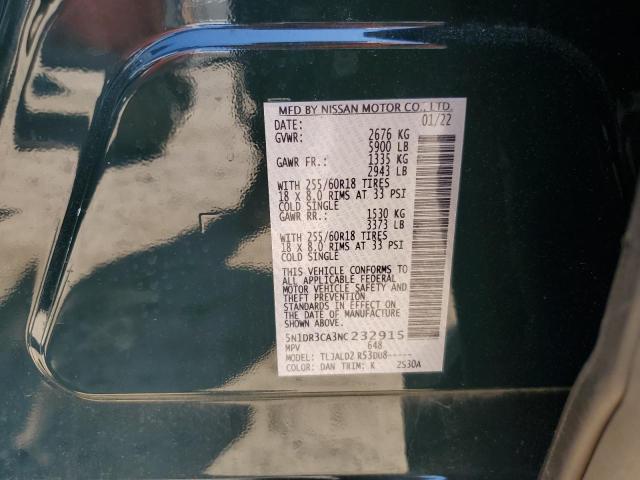 MFD BY NISSAN MOTOR CO., LTD.
DATE: 01/22
GVWR: 2676 KG
5900 LB
GAWR FR.: 1335 KG
2943 LB
WITH 255/60R18 TIRES
18 X 8.0 RIMS AT 33 PSI
COLD SINGLE
GAWR RR.: 1530 KG
3373 LB
WITH 255/60R18 TIRES
18 X 8.0 RIMS AT 33 PSI
COLD SINGLE
THIS VEHICLE CONFORMS TO
ALL APPLICABLE FEDERAL
MOTOR VEHICLE SAFETY AND
THEFT PREVENTION
STANDARDS IN EFFECT ON
THE DATE OF MANUFACTURE
SHOWN ABOVE.
5N1DR3CA3NC232915
MPV 648
MODEL: TLJALD2 R53DU8------
COLOR: DAN TRIM: K 2S30A